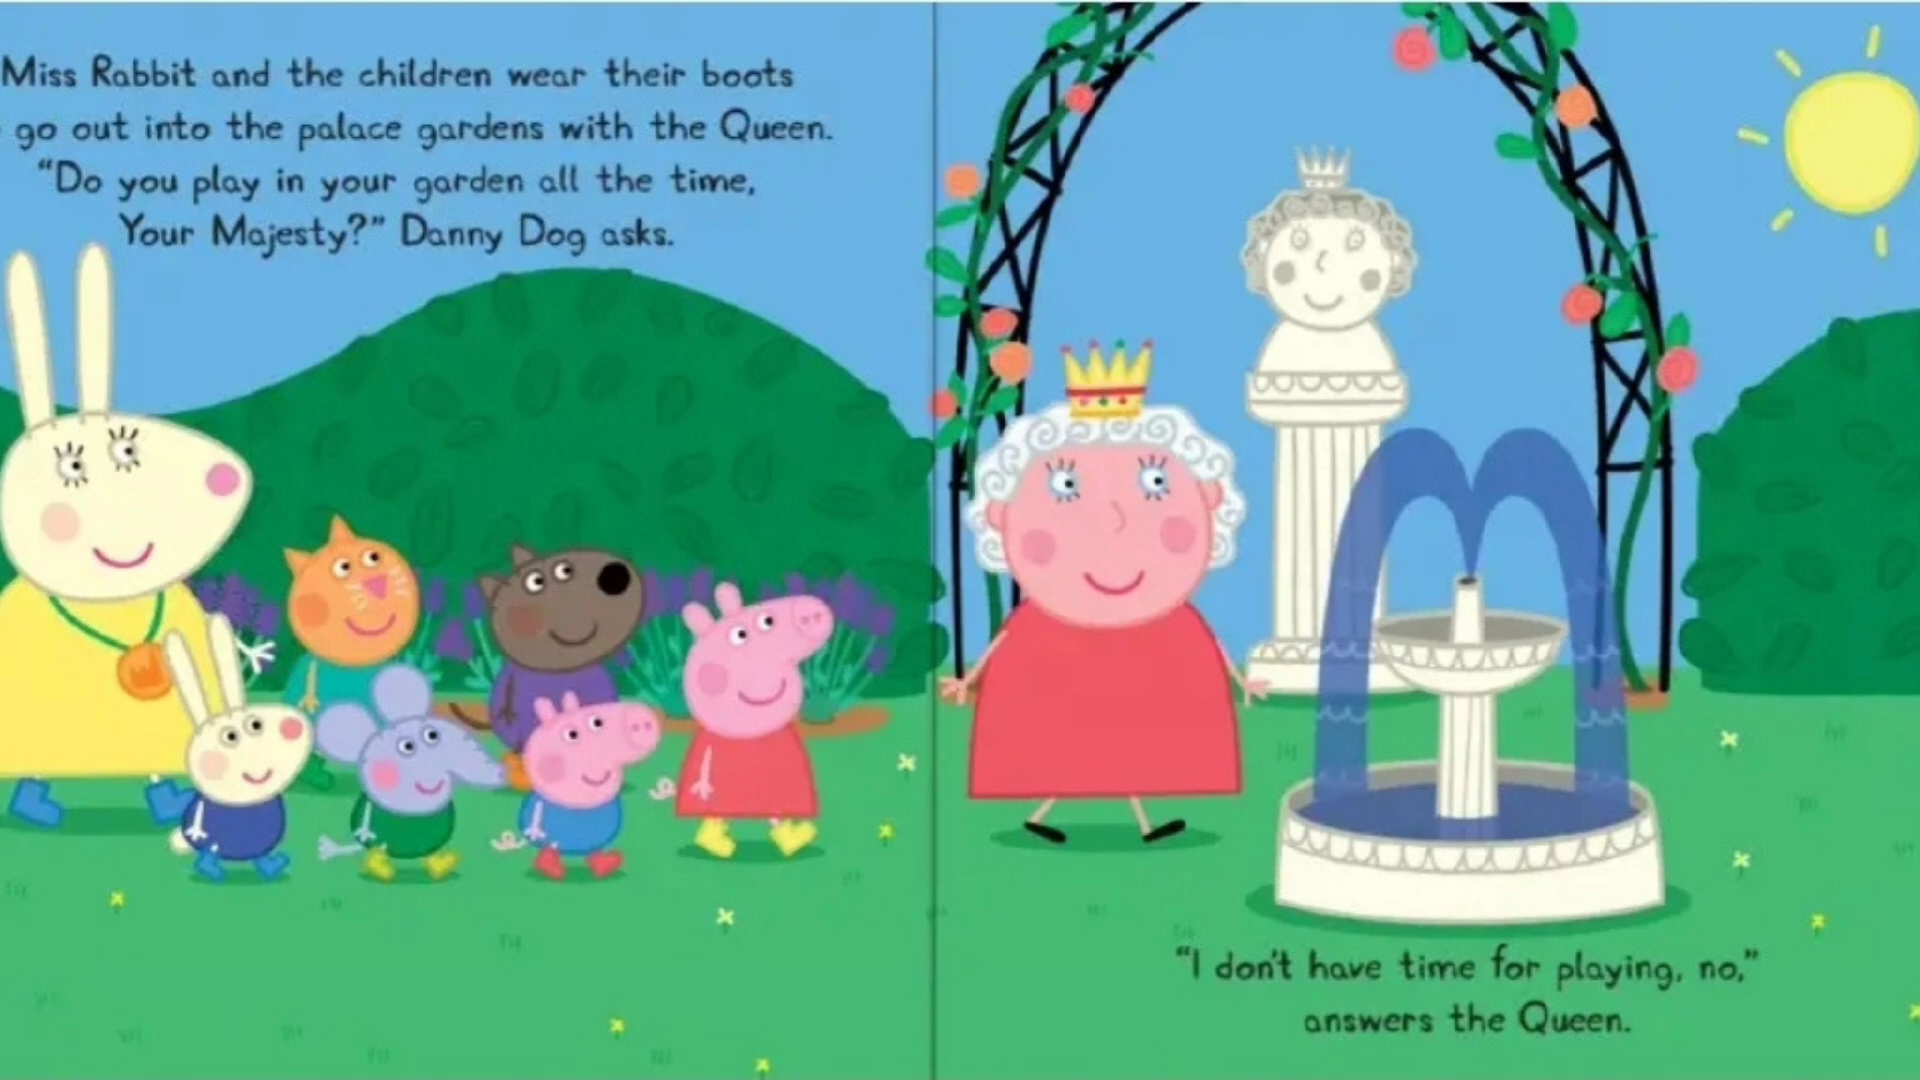 Miss Rabbit and the children wear their boots
go out into the palace gardens with the Queen.
“Do you play in your garden all the time,
Your Majesty?” Danny Dog asks.
“I don't have time for playing, no,”
answers the Queen.